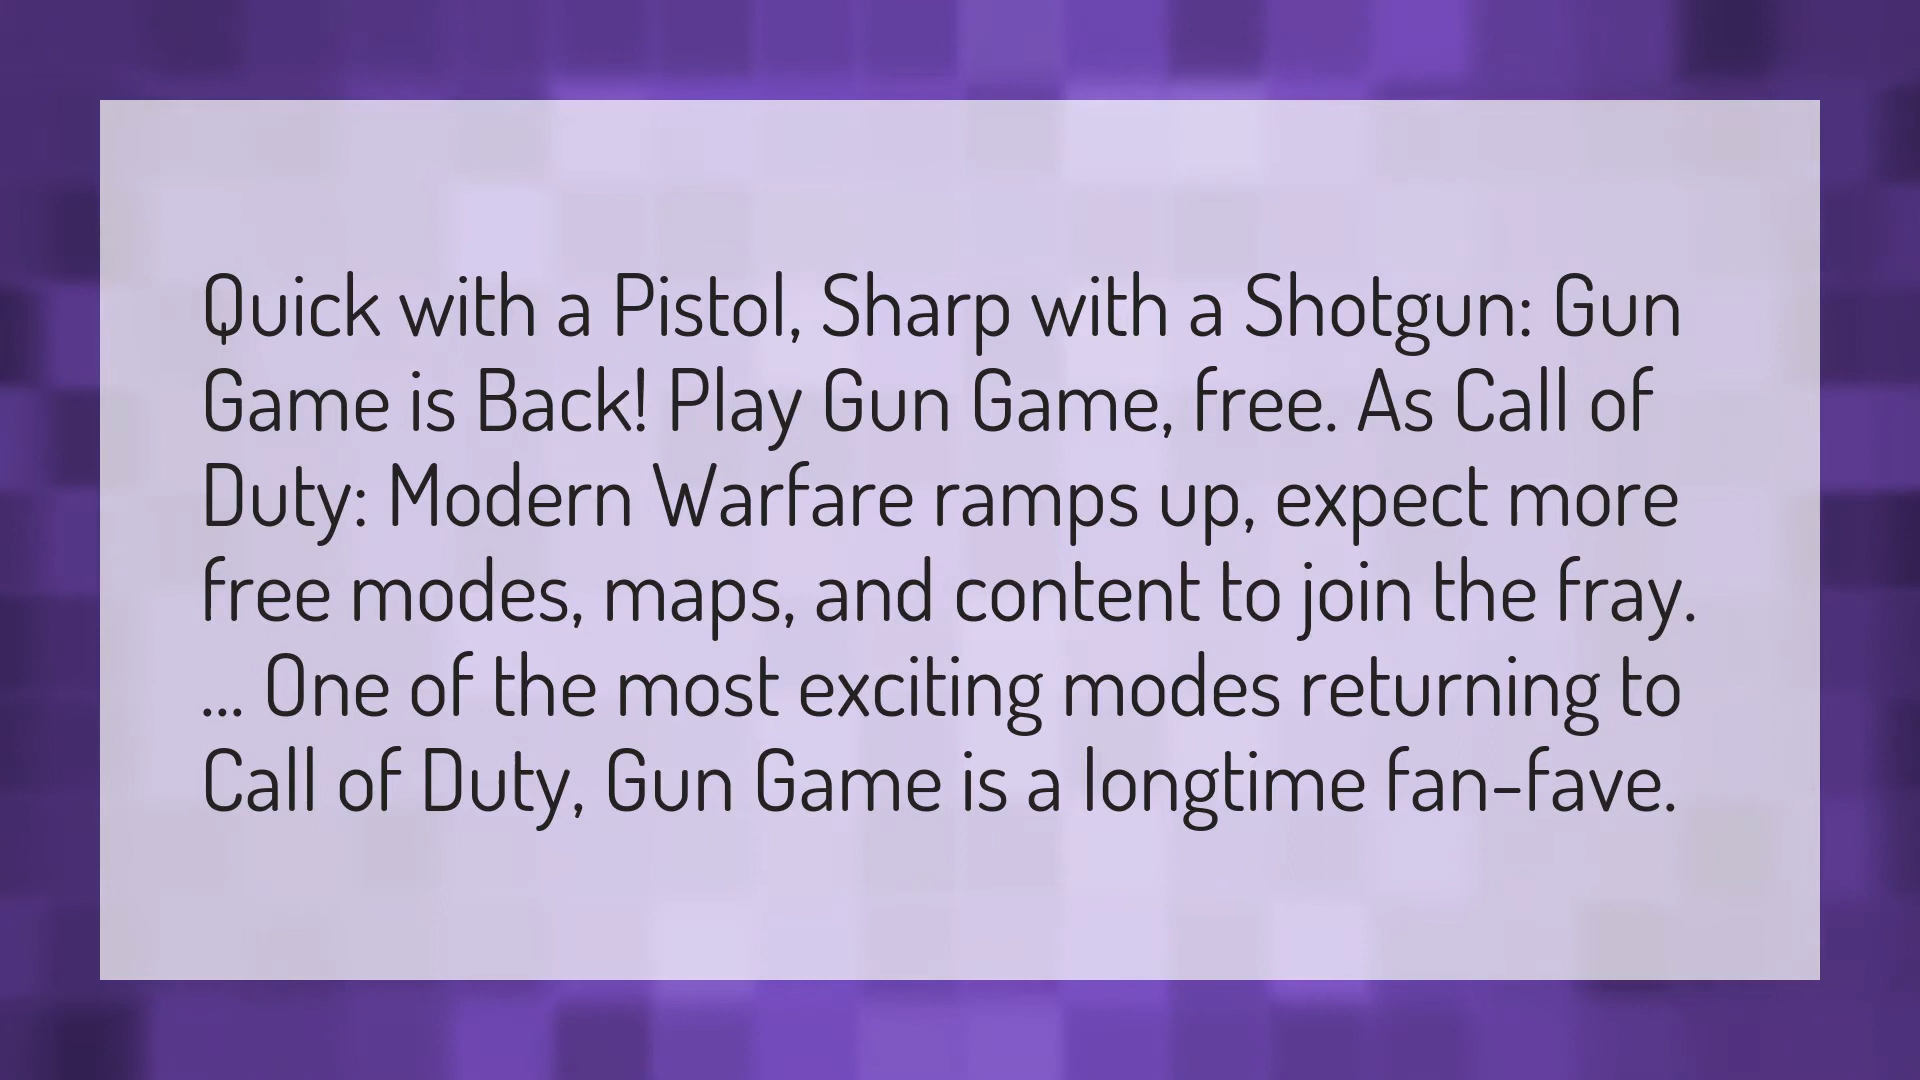 Quick with a Pistol, Sharp with a Shotgun: Gun
Game is Back! Play Gun Game, free. As Call of
Duty: Modern Warfare ramps up, expect more
free modes, maps, and content to join the fray.
... One of the most exciting modes returning to
Call of Duty, Gun Game is a longtime fan-fave.